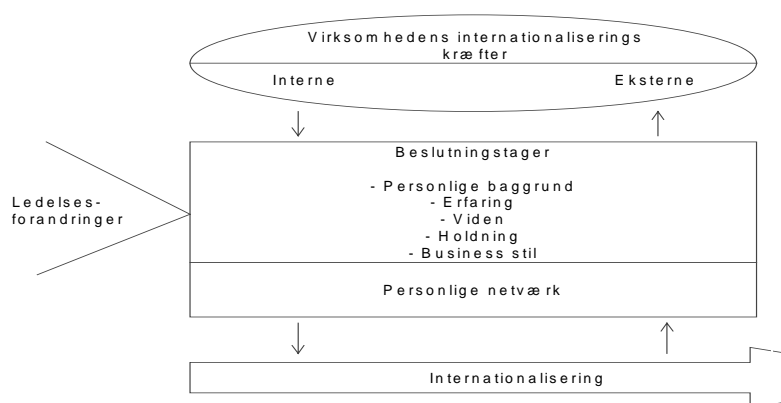 Virksomhedens internationaliserings
kræfter
Interne
Eksterne
Beslutningstager
- Personlige baggrund
- Erfaring
- Viden
- Holdning
- Business stil
Ledelses-
forandringer
Personlige netværk
Internationalisering